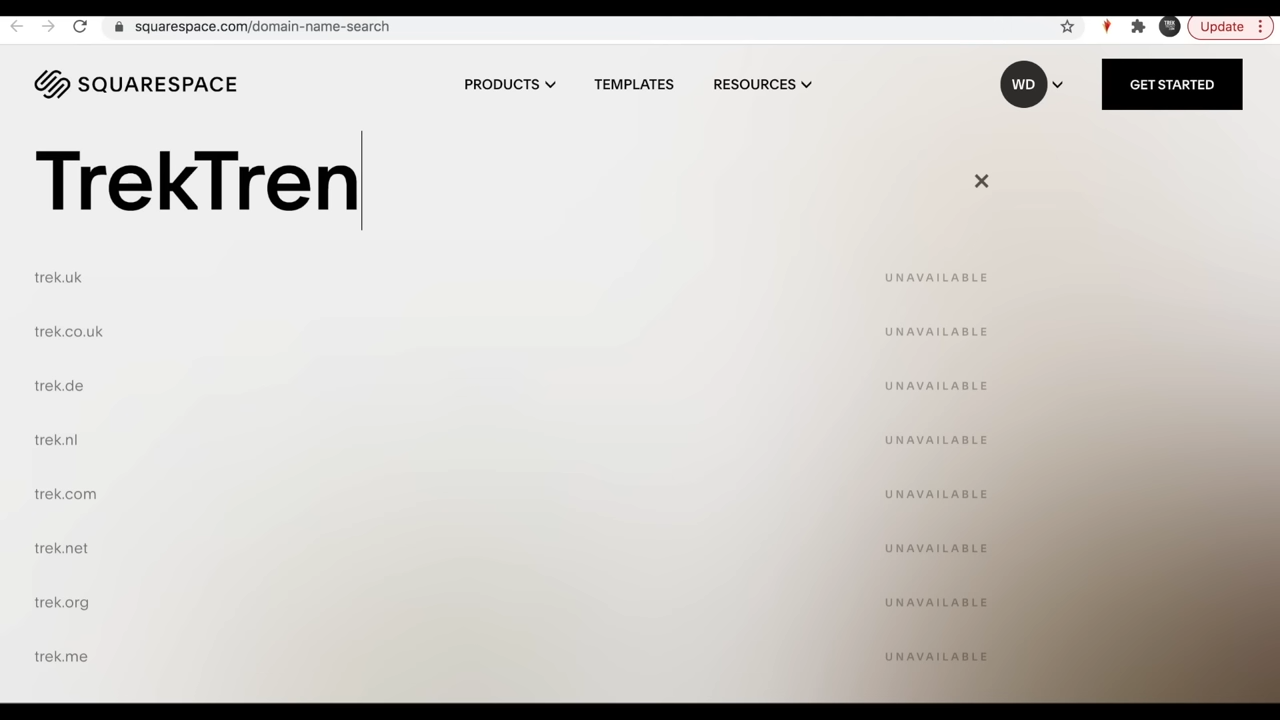 squarespace.com/domain-name-search
Update
SQUARESPACE
PRODUCTS
TEMPLATES
RESOURCES
WD
GET STARTED
TrekTren
trek.uk UNAVAILABLE
trek.co.uk UNAVAILABLE
trek.de UNAVAILABLE
trek.nl UNAVAILABLE
trek.com UNAVAILABLE
trek.net UNAVAILABLE
trek.org UNAVAILABLE
trek.me UNAVAILABLE